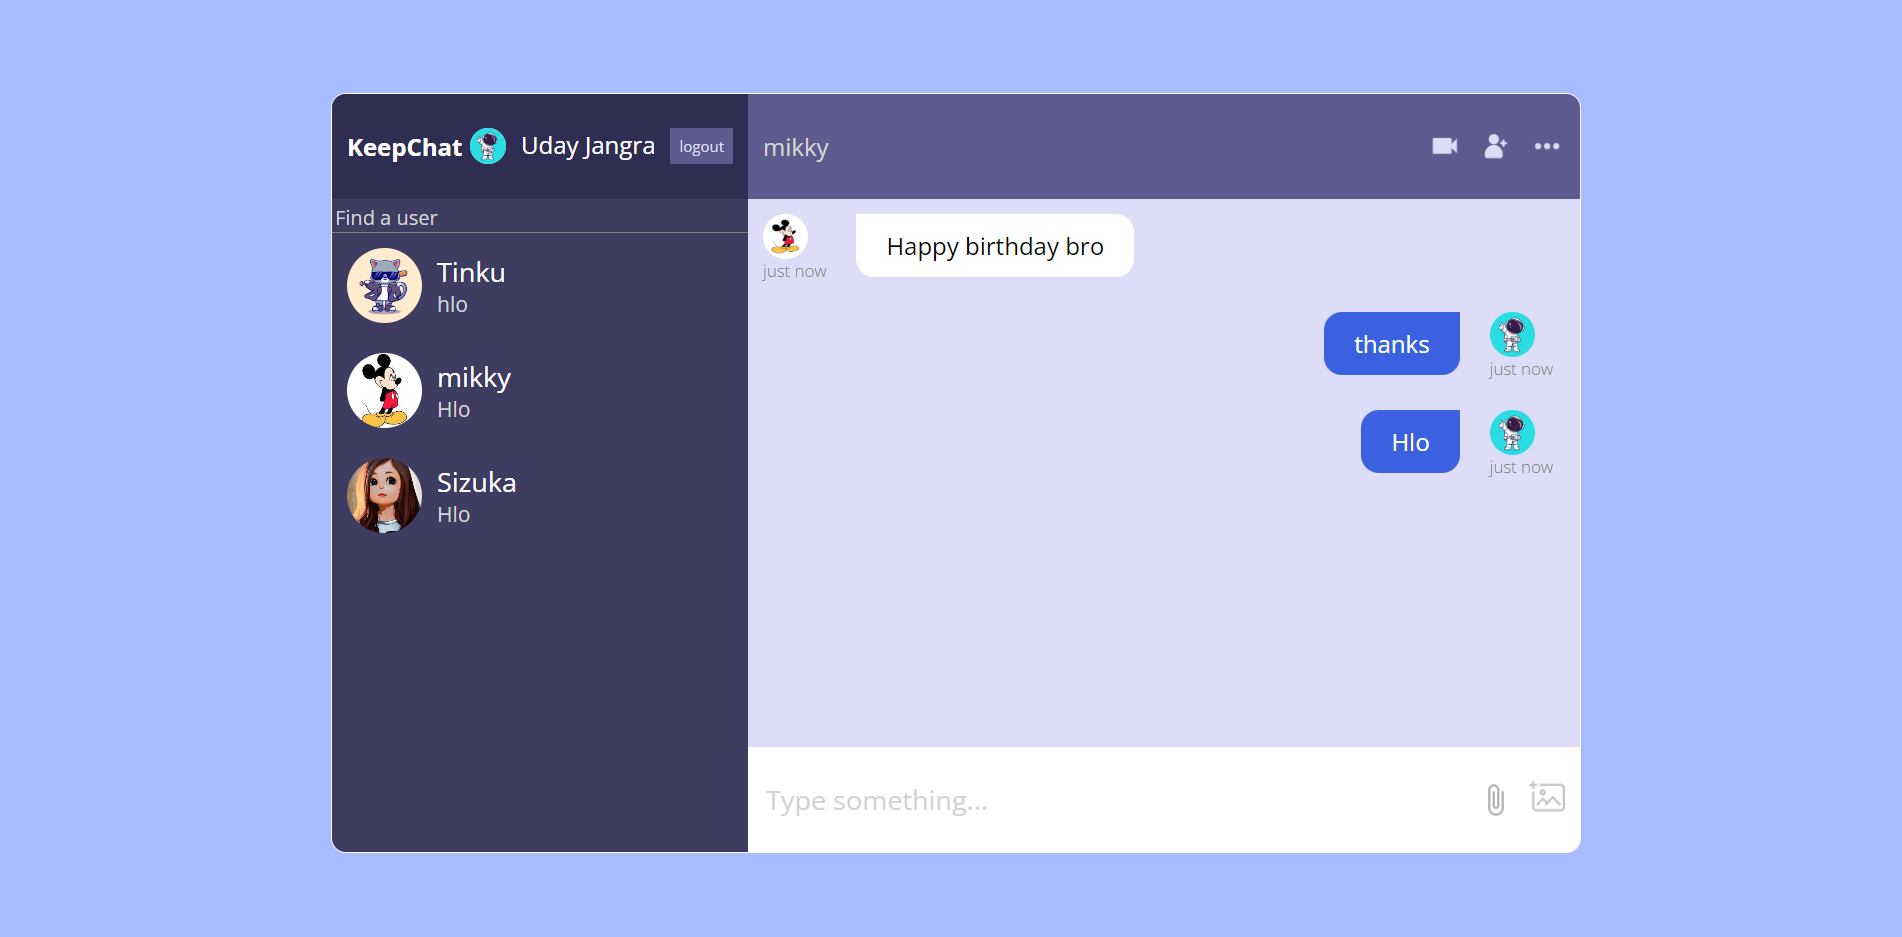 KeepChat Uday Jangra logout
Find a user
Tinku
hlo
mikky
Hlo
Sizuka
Hlo
mikky
Happy birthday bro
just now
thanks
just now
Hlo
just now
Type something...